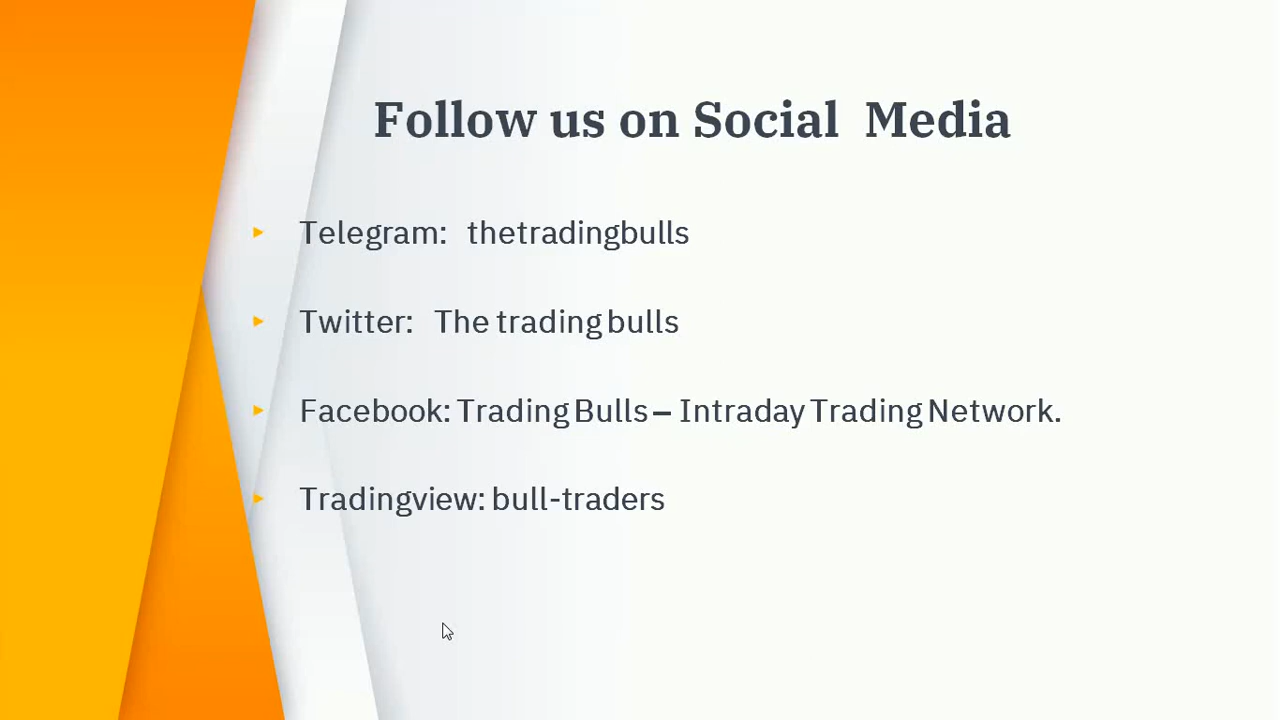 Follow us on Social Media
Telegram: thetradingbulls
Twitter: The trading bulls
Facebook: Trading Bulls – Intraday Trading Network.
Tradingview: bull-traders